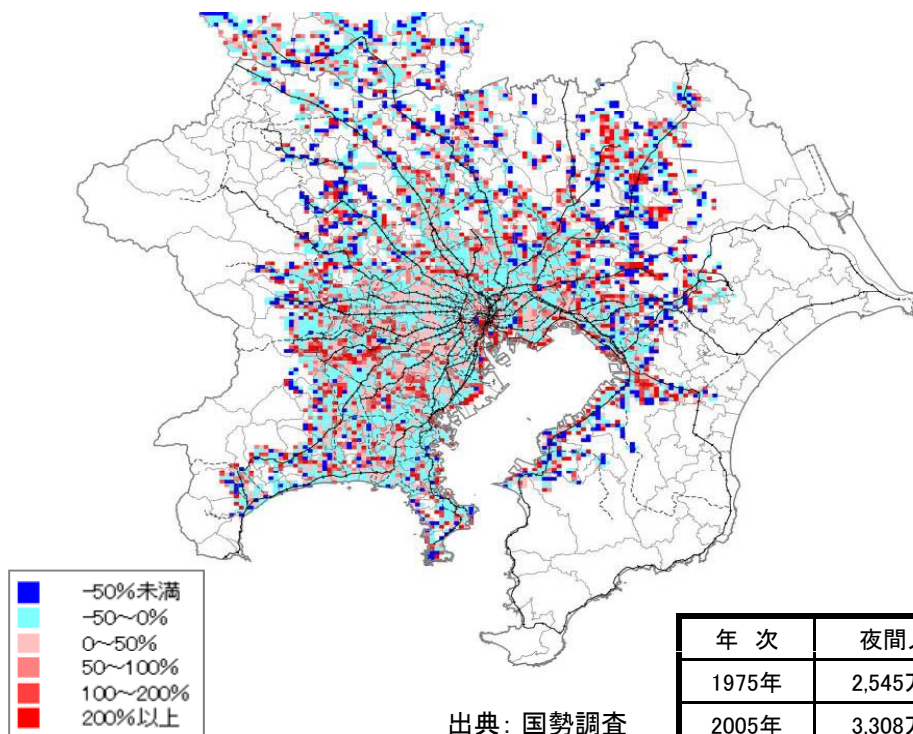 -50%未満
-50～0%
0～50%
50～100%
100～200%
200%以上
出典：国勢調査
年 次 夜間
1975年 2,545万
2005年 3,308万